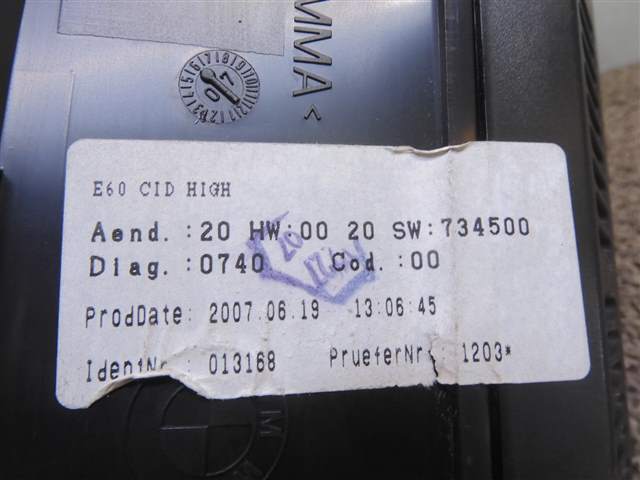 MMA<
07
E60 CID HIGH
Aend. :20 HW:00 20 SW:734500
Diag.:0740 Cod.:00
ProdDate: 2007.06.19 13:06:45
IdentNr.: 013168 PrueferNr. 1203*
M